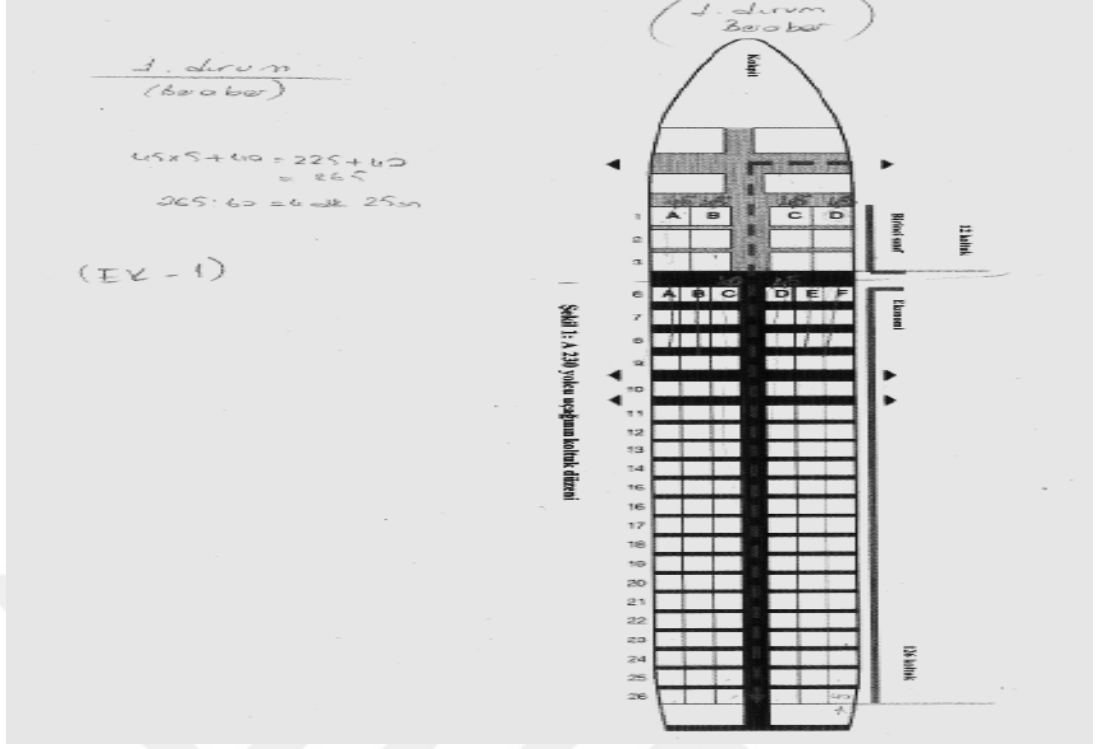 1. durum
(Beraber)
45x5+40 = 225+40
= 265
265:60 = 4 dk 25sn
(EK - 1)
1. durum
Beraber
Kokpit
A B C D
1
2
3
Birinci sınıf
12 koltuk
A B C D E F
6
7
8
9
10
11
12
13
14
15
16
17
18
19
20
21
22
23
24
25
26
Ekonomi
126 koltuk
Şekil 1: A 230 yolcu uçağının koltuk düzeni